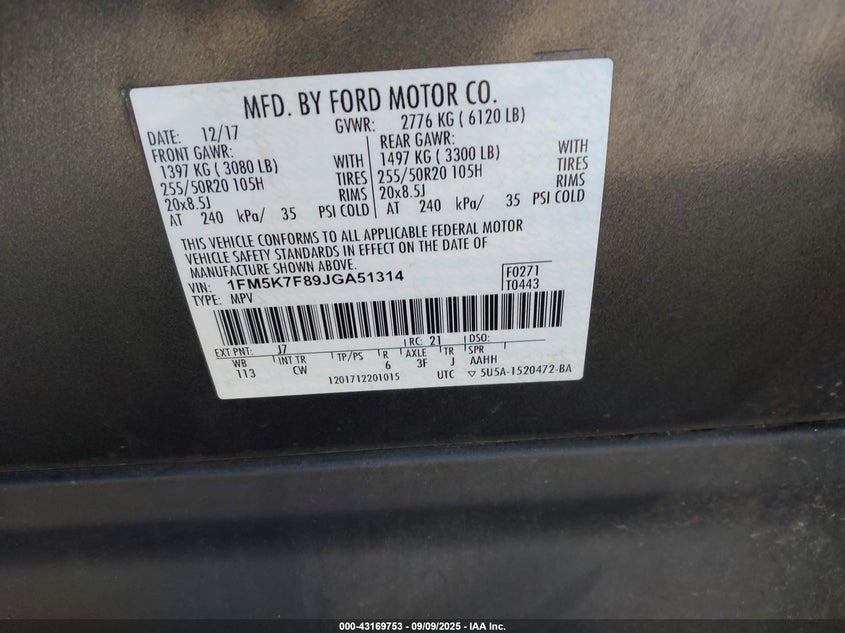 MFD. BY FORD MOTOR CO.
DATE: 12/17 GVWR: 2776 KG ( 6120 LB)
FRONT GAWR: REAR GAWR:
1397 KG ( 3080 LB) WITH 1497 KG ( 3300 LB) WITH
255/50R20 105H TIRES 255/50R20 105H TIRES
20x8.5J RIMS 20x8.5J RIMS
AT 240 kPa/ 35 PSI COLD AT 240 kPa/ 35 PSI COLD
THIS VEHICLE CONFORMS TO ALL APPLICABLE FEDERAL MOTOR
VEHICLE SAFETY STANDARDS IN EFFECT ON THE DATE OF
MANUFACTURE SHOWN ABOVE.
VIN: 1FM5K7F89JGA51314 F0271
TYPE: MPV T0443
EXT PNT: J7 RC: 21 DSO:
WB INT TR TP/PS R AXLE TR SPR
113 CW 6 3F J AAHH
1201712201015 UTC ▽ 5U5A-1520472-BA
000-43169753 - 09/09/2025 - IAA Inc.